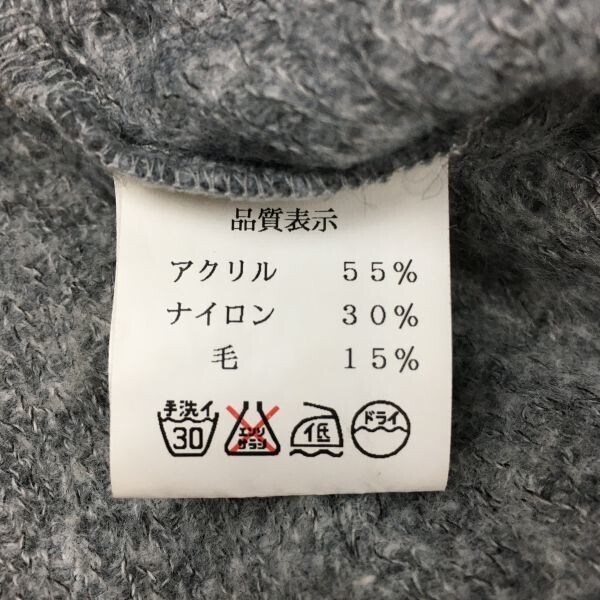 品質表示
アクリル 55%
ナイロン 30%
毛 15%
手洗イ 30 エンソ サラシ 低 ドライ